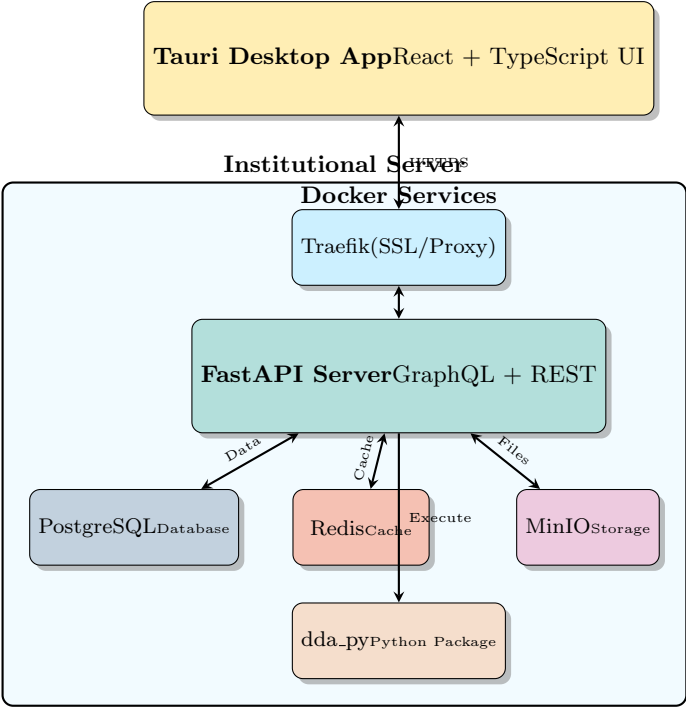 Tauri Desktop AppReact + TypeScript UI
HTTPS
Institutional Server
Docker Services
Traefik(SSL/Proxy)
FastAPI ServerGraphQL + REST
Data
Cache
Files
Execute
PostgreSQLDatabase
RedisCache
MinIOStorage
dda_pyPython Package